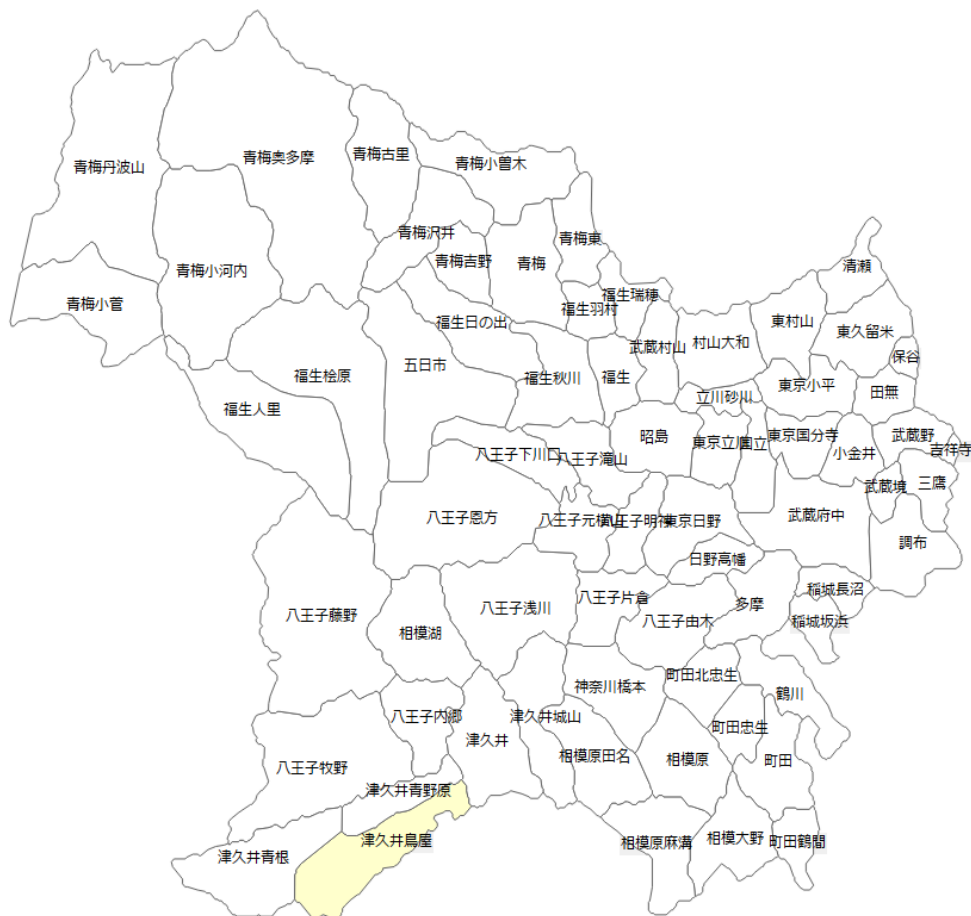 青梅丹波山
青梅奥多摩
青梅古里
青梅小曽木
青梅沢井
青梅東
青梅吉野
青梅
青梅小河内
清瀬
青梅小菅
福生瑞穂
福生羽村
福生日の出
東村山
東久留米
武蔵村山
村山大和
保谷
五日市
福生桧原
福生秋川
福生
東京小平
田無
立川砂川
福生人里
昭島
東京立川
国立
東京国分寺
武蔵野
吉祥寺
小金井
八王子下川口
八王子滝山
武蔵境
三鷹
八王子恩方
八王子元横山
八王子明神
東京日野
武蔵府中
調布
日野高幡
稲城長沼
八王子藤野
相模湖
八王子浅川
八王子片倉
多摩
八王子由木
稲城坂浜
神奈川橋本
町田北忠生
鶴川
八王子内郷
津久井城山
町田忠生
津久井
相模原田名
相模原
町田
八王子牧野
津久井青野原
津久井鳥屋
相模原麻溝
相模大野
町田鶴間
津久井青根